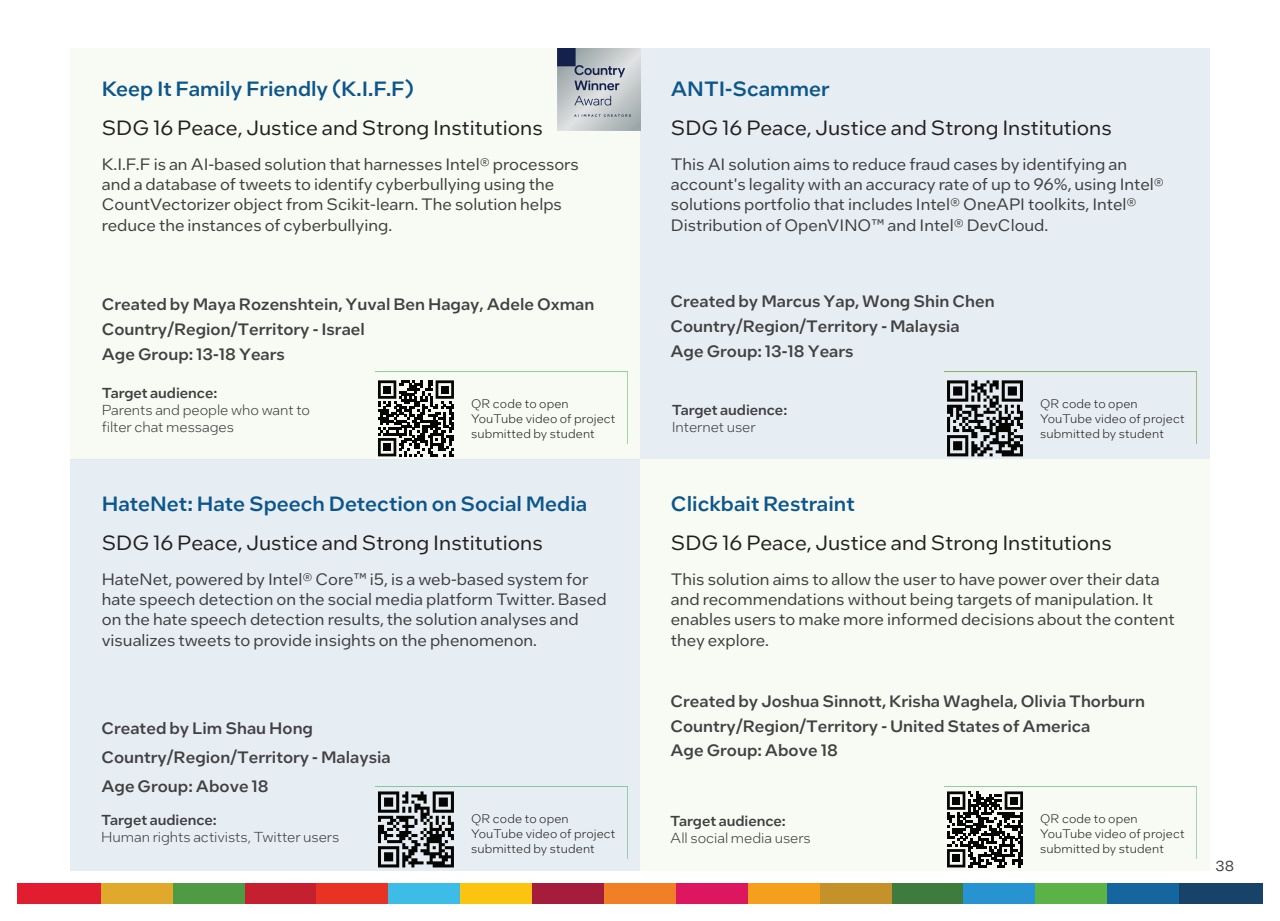 Keep It Family Friendly (K.I.F.F)
Country
Winner
Award
AI IMPACT CREATORS
SDG 16 Peace, Justice and Strong Institutions
K.I.F.F is an AI-based solution that harnesses Intel® processors
and a database of tweets to identify cyberbullying using the
CountVectorizer object from Scikit-learn. The solution helps
reduce the instances of cyberbullying.
Created by Maya Rozenshtein, Yuval Ben Hagay, Adele Oxman
Country/Region/Territory - Israel
Age Group: 13-18 Years
Target audience:
Parents and people who want to
filter chat messages
QR code to open
YouTube video of project
submitted by student
ANTI-Scammer
SDG 16 Peace, Justice and Strong Institutions
This AI solution aims to reduce fraud cases by identifying an
account's legality with an accuracy rate of up to 96%, using Intel®
solutions portfolio that includes Intel® OneAPI toolkits, Intel®
Distribution of OpenVINO™ and Intel® DevCloud.
Created by Marcus Yap, Wong Shin Chen
Country/Region/Territory - Malaysia
Age Group: 13-18 Years
Target audience:
Internet user
QR code to open
YouTube video of project
submitted by student
HateNet: Hate Speech Detection on Social Media
SDG 16 Peace, Justice and Strong Institutions
HateNet, powered by Intel® Core™ i5, is a web-based system for
hate speech detection on the social media platform Twitter. Based
on the hate speech detection results, the solution analyses and
visualizes tweets to provide insights on the phenomenon.
Created by Lim Shau Hong
Country/Region/Territory - Malaysia
Age Group: Above 18
Target audience:
Human rights activists, Twitter users
QR code to open
YouTube video of project
submitted by student
Clickbait Restraint
SDG 16 Peace, Justice and Strong Institutions
This solution aims to allow the user to have power over their data
and recommendations without being targets of manipulation. It
enables users to make more informed decisions about the content
they explore.
Created by Joshua Sinnott, Krisha Waghela, Olivia Thorburn
Country/Region/Territory - United States of America
Age Group: Above 18
Target audience:
All social media users
QR code to open
YouTube video of project
submitted by student
38